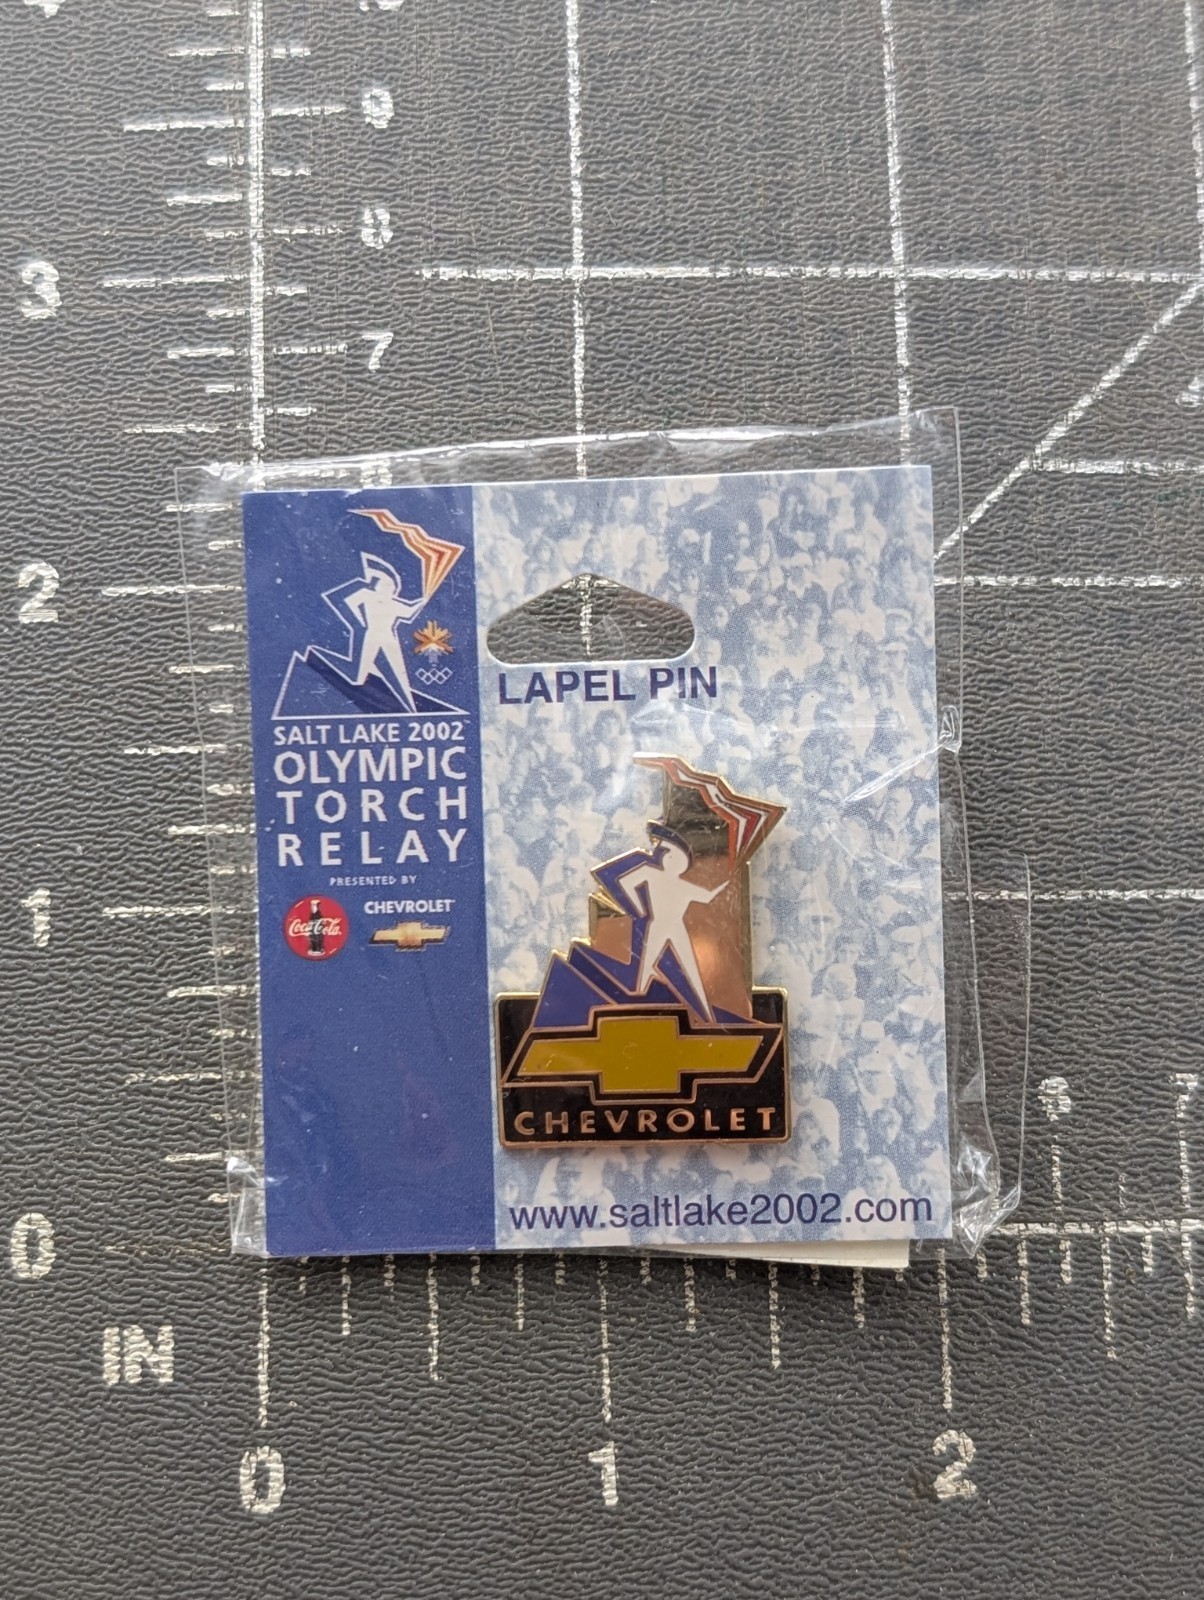 9
8
3
7
2
LAPEL PIN
SALT LAKE 2002™
OLYMPIC
TORCH
RELAY
PRESENTED BY
Coca-Cola
CHEVROLET
1
CHEVROLET
www.saltlake2002.com
0
IN
0 1 2